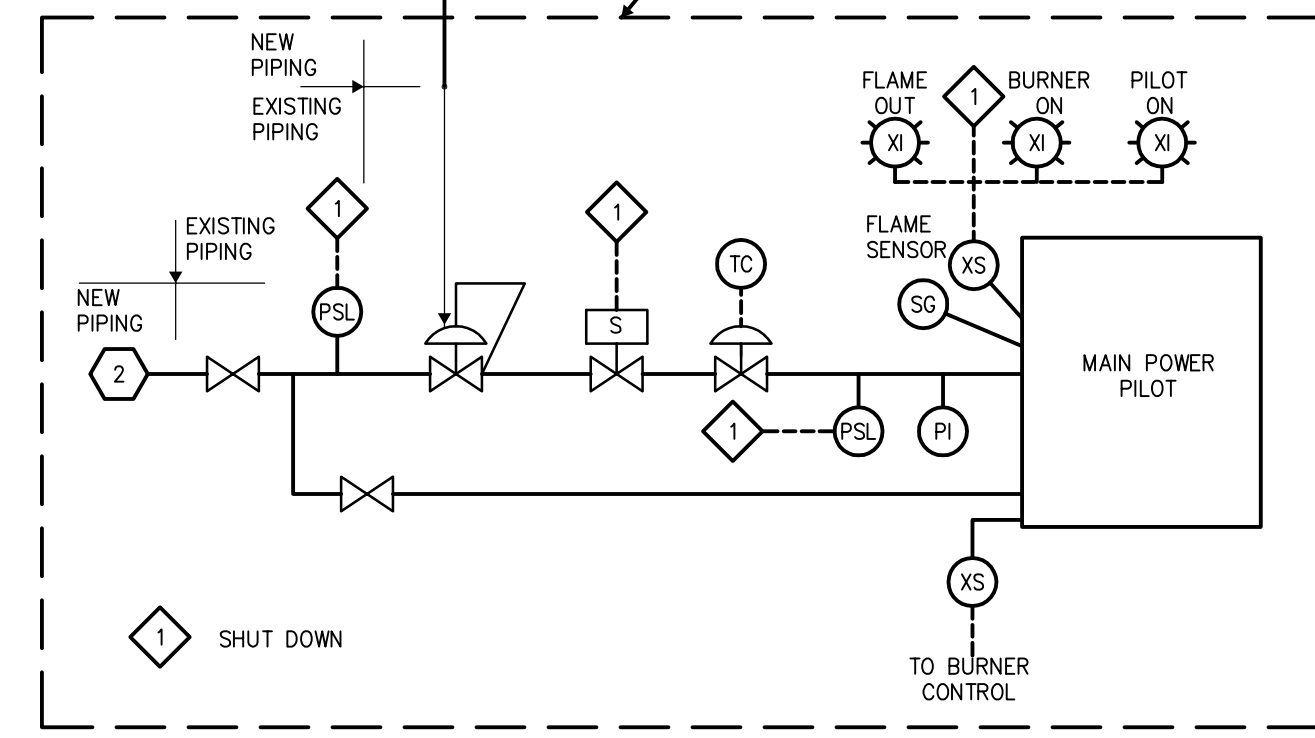 NEW
PIPING
EXISTING
PIPING
FLAME
OUT
1
BURNER
ON
PILOT
ON
XI
XI
XI
1
1
EXISTING
PIPING
FLAME
SENSOR
XS
TC
NEW
PIPING
PSL
SG
S
2
MAIN POWER
PILOT
1
PSL
PI
XS
1
SHUT DOWN
TO BURNER
CONTROL